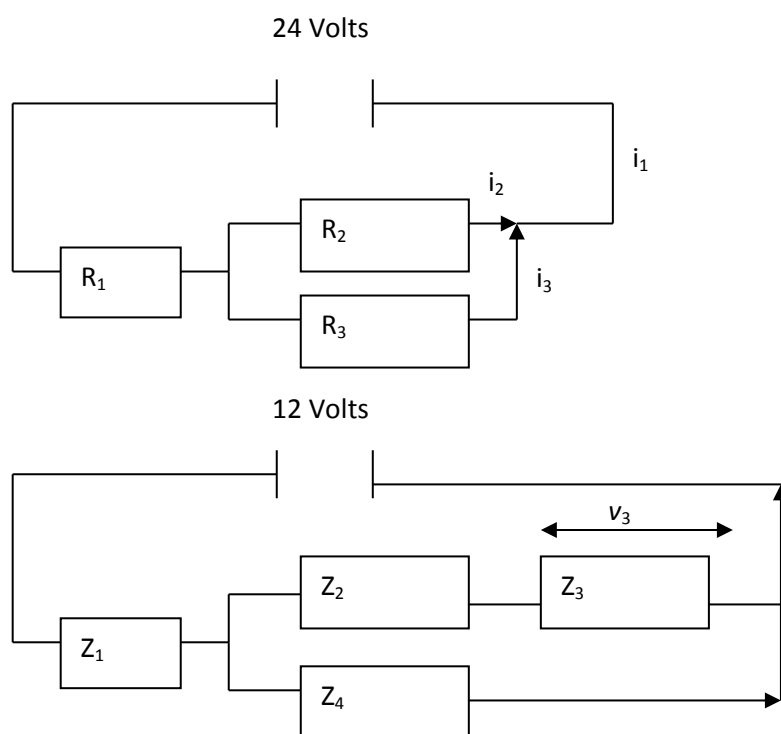 24 Volts
i₁
i₂
R₂
R₁
i₃
R₃
12 Volts
v₃
Z₂
Z₃
Z₁
Z₄